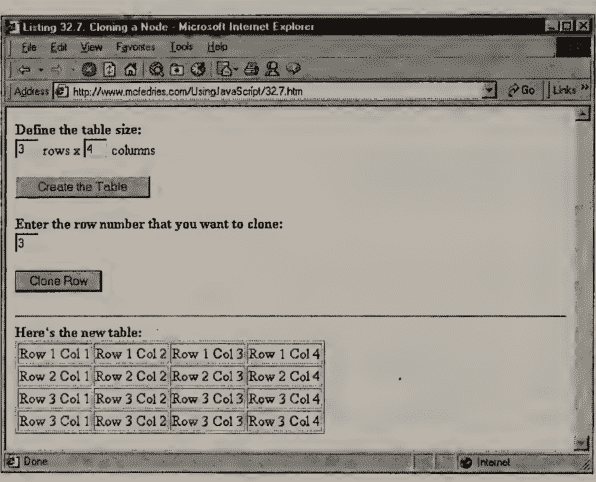 Listing 32.7. Cloning a Node - Microsoft Internet Explorer
File Edit View Favorites Tools Help
Address http://www.mcfedries.com/UsingJavaScript/32.7.htm Go Links »
Define the table size:
3 rows x 4 columns
Create the Table
Enter the row number that you want to clone:
3
Clone Row
Here's the new table:
Row 1 Col 1 Row 1 Col 2 Row 1 Col 3 Row 1 Col 4
Row 2 Col 1 Row 2 Col 2 Row 2 Col 3 Row 2 Col 4
Row 3 Col 1 Row 3 Col 2 Row 3 Col 3 Row 3 Col 4
Row 3 Col 1 Row 3 Col 2 Row 3 Col 3 Row 3 Col 4
Done Internet